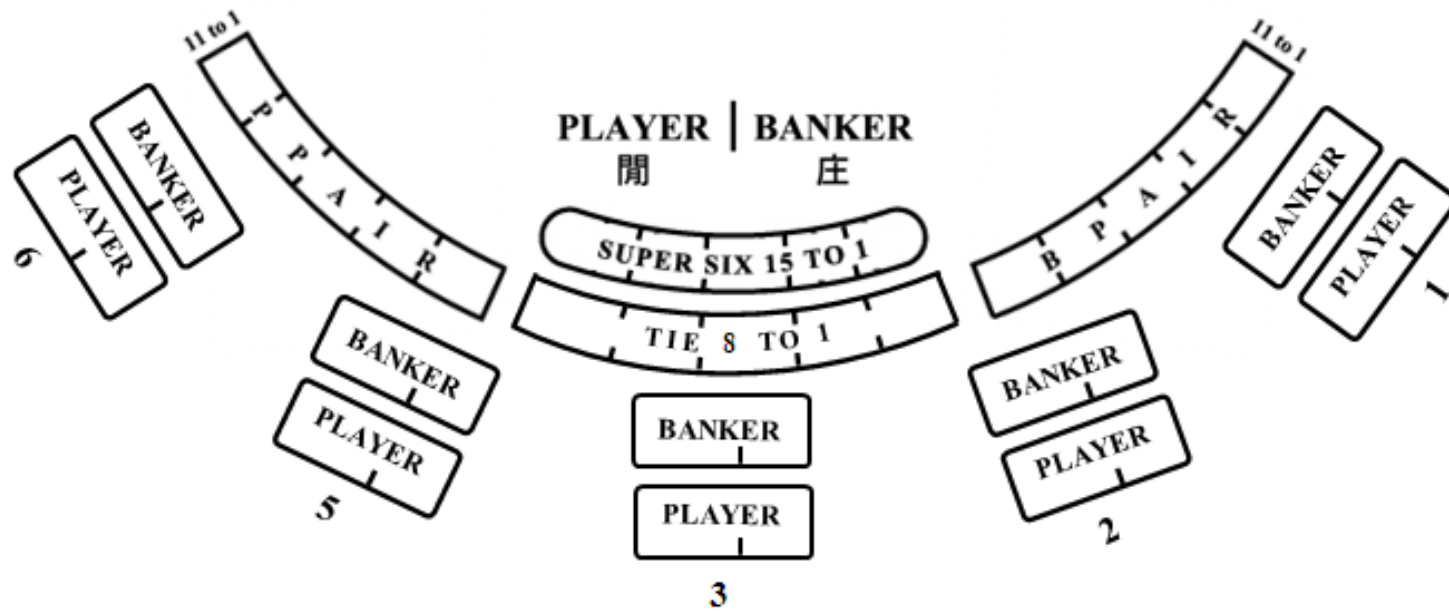 11 to 1
P PAIR
11 to 1
B PAIR
PLAYER | BANKER
閒 庄
SUPER SIX 15 TO 1
TIE 8 TO 1
BANKER
PLAYER
6
BANKER
PLAYER
5
BANKER
PLAYER
3
BANKER
PLAYER
2
BANKER
PLAYER
1